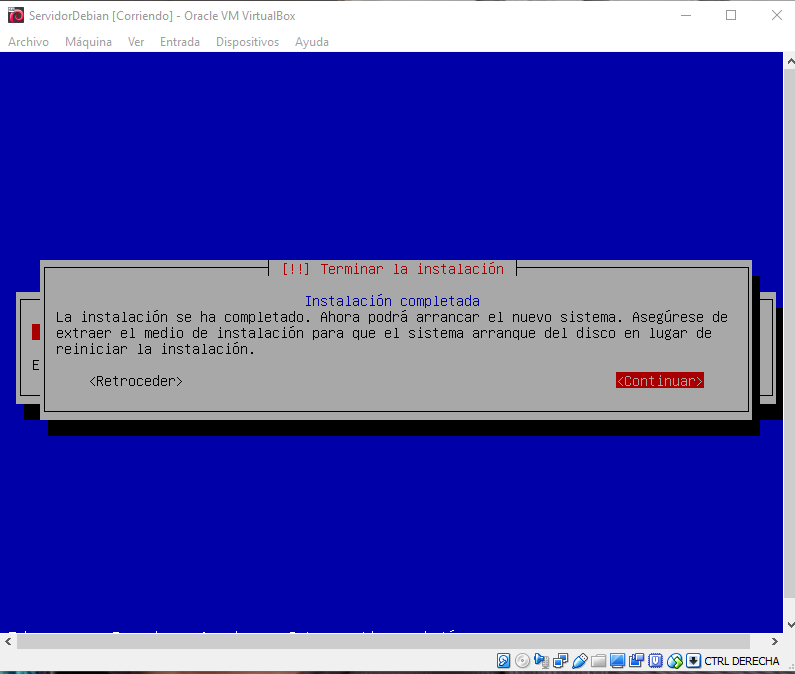 ServidorDebian [Corriendo] - Oracle VM VirtualBox
Archivo Máquina Ver Entrada Dispositivos Ayuda
[!!] Terminar la instalación
Instalación completada
La instalación se ha completado. Ahora podrá arrancar el nuevo sistema. Asegúrese de
extraer el medio de instalación para que el sistema arranque del disco en lugar de
reiniciar la instalación.
E
<Retroceder> <Continuar>
CTRL DERECHA